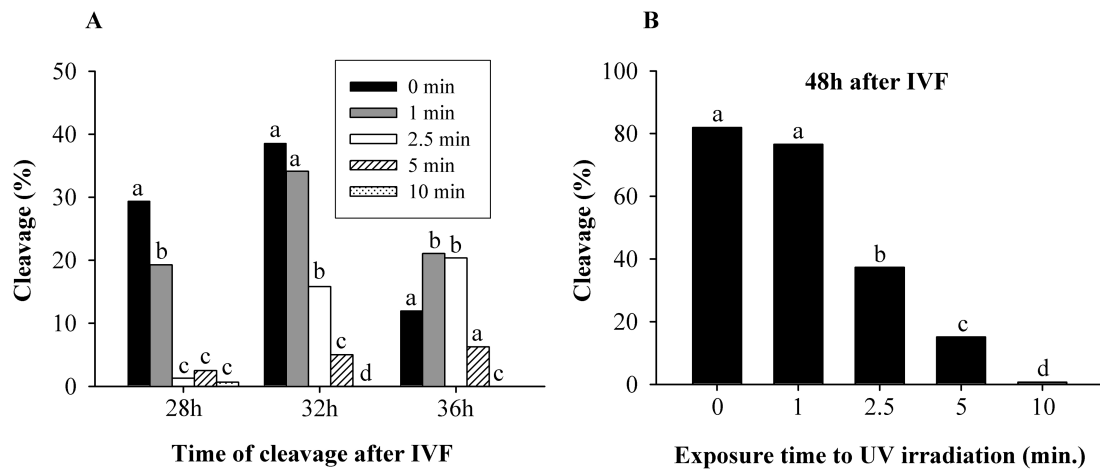 A
Cleavage (%)
50
40
30
20
10
0
0 min
1 min
2.5 min
5 min
10 min
a
b
c
c
c
a
a
b
c
d
a
b
b
a
c
28h
32h
36h
Time of cleavage after IVF
B
48h after IVF
Cleavage (%)
100
80
60
40
20
0
a
a
b
c
d
0
1
2.5
5
10
Exposure time to UV irradiation (min.)